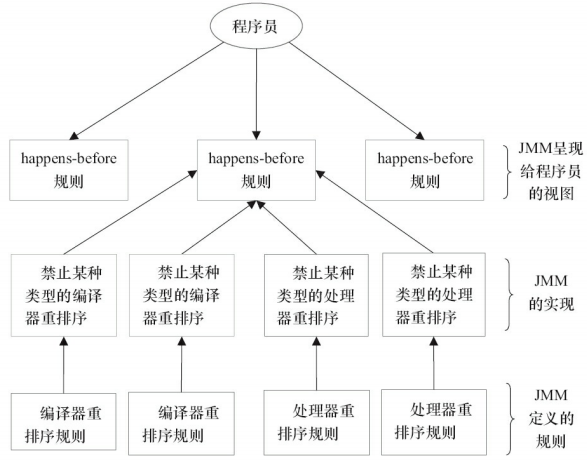 程序员
happens-before
规则
happens-before
规则
happens-before
规则
JMM呈现
给程序员
的视图
禁止某种
类型的编译
器重排序
禁止某种
类型的编译
器重排序
禁止某种
类型的处理
器重排序
禁止某种
类型的处理
器重排序
JMM
的实现
编译器重
排序规则
编译器重
排序规则
处理器重
排序规则
处理器重
排序规则
JMM
定义的
规则